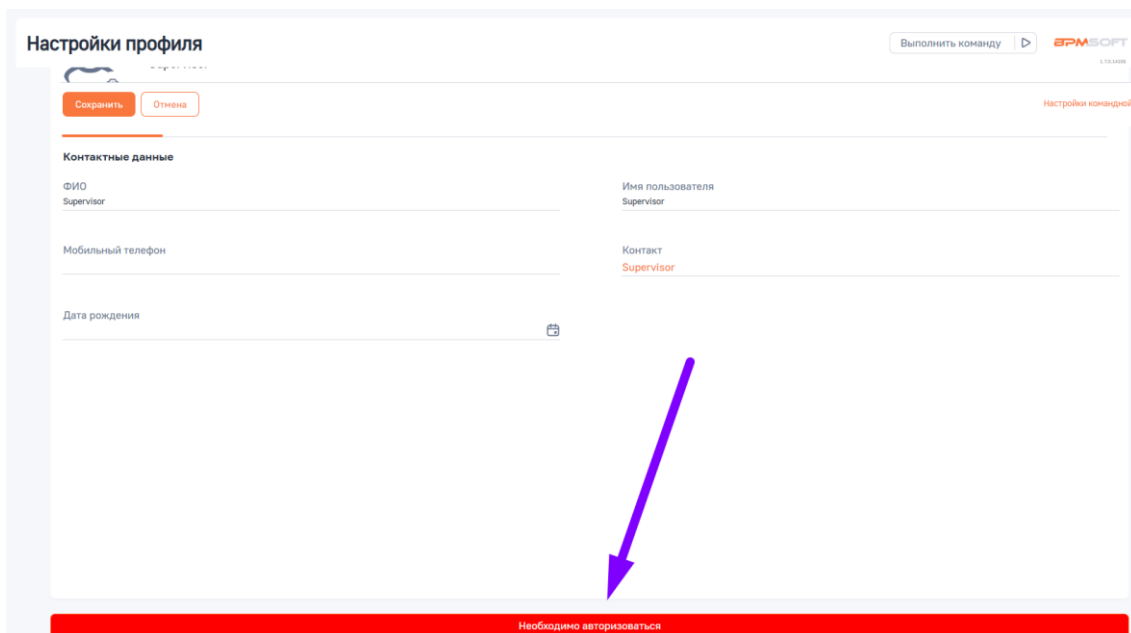 Настройки профиля
Выполнить команду
BPMSOFT
Сохранить
Отмена
Настройки командной
Контактные данные
ФИО
Supervisor
Имя пользователя
Supervisor
Мобильный телефон
Контакт
Supervisor
Дата рождения
Необходимо авторизоваться